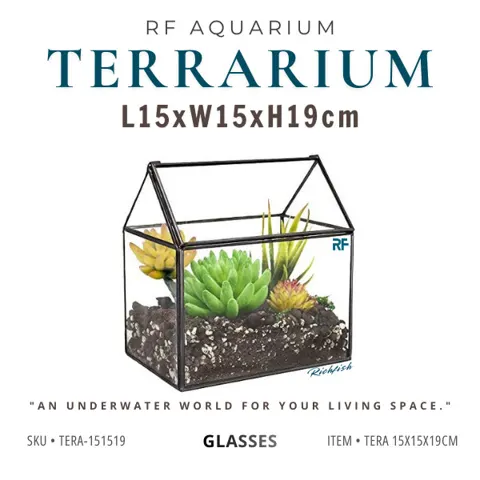 RF AQUARIUM
TERRARIUM
L15xW15xH19cm
RF
Richfish
"AN UNDERWATER WORLD FOR YOUR LIVING SPACE."
SKU • TERA-151519
GLASSES
ITEM • TERA 15X15X19CM